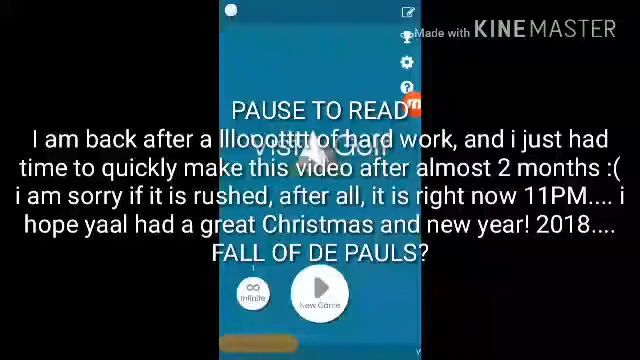 Made with KINEMASTER
PAUSE TO READ
I am back after a lllooottttt of hard work, and i just had
time to quickly make this video after almost 2 months :(
i am sorry if it is rushed, after all, it is right now 11PM.... i
hope yaal had a great Christmas and new year! 2018....
FALL OF DE PAULS?
1
Infinite
New Game